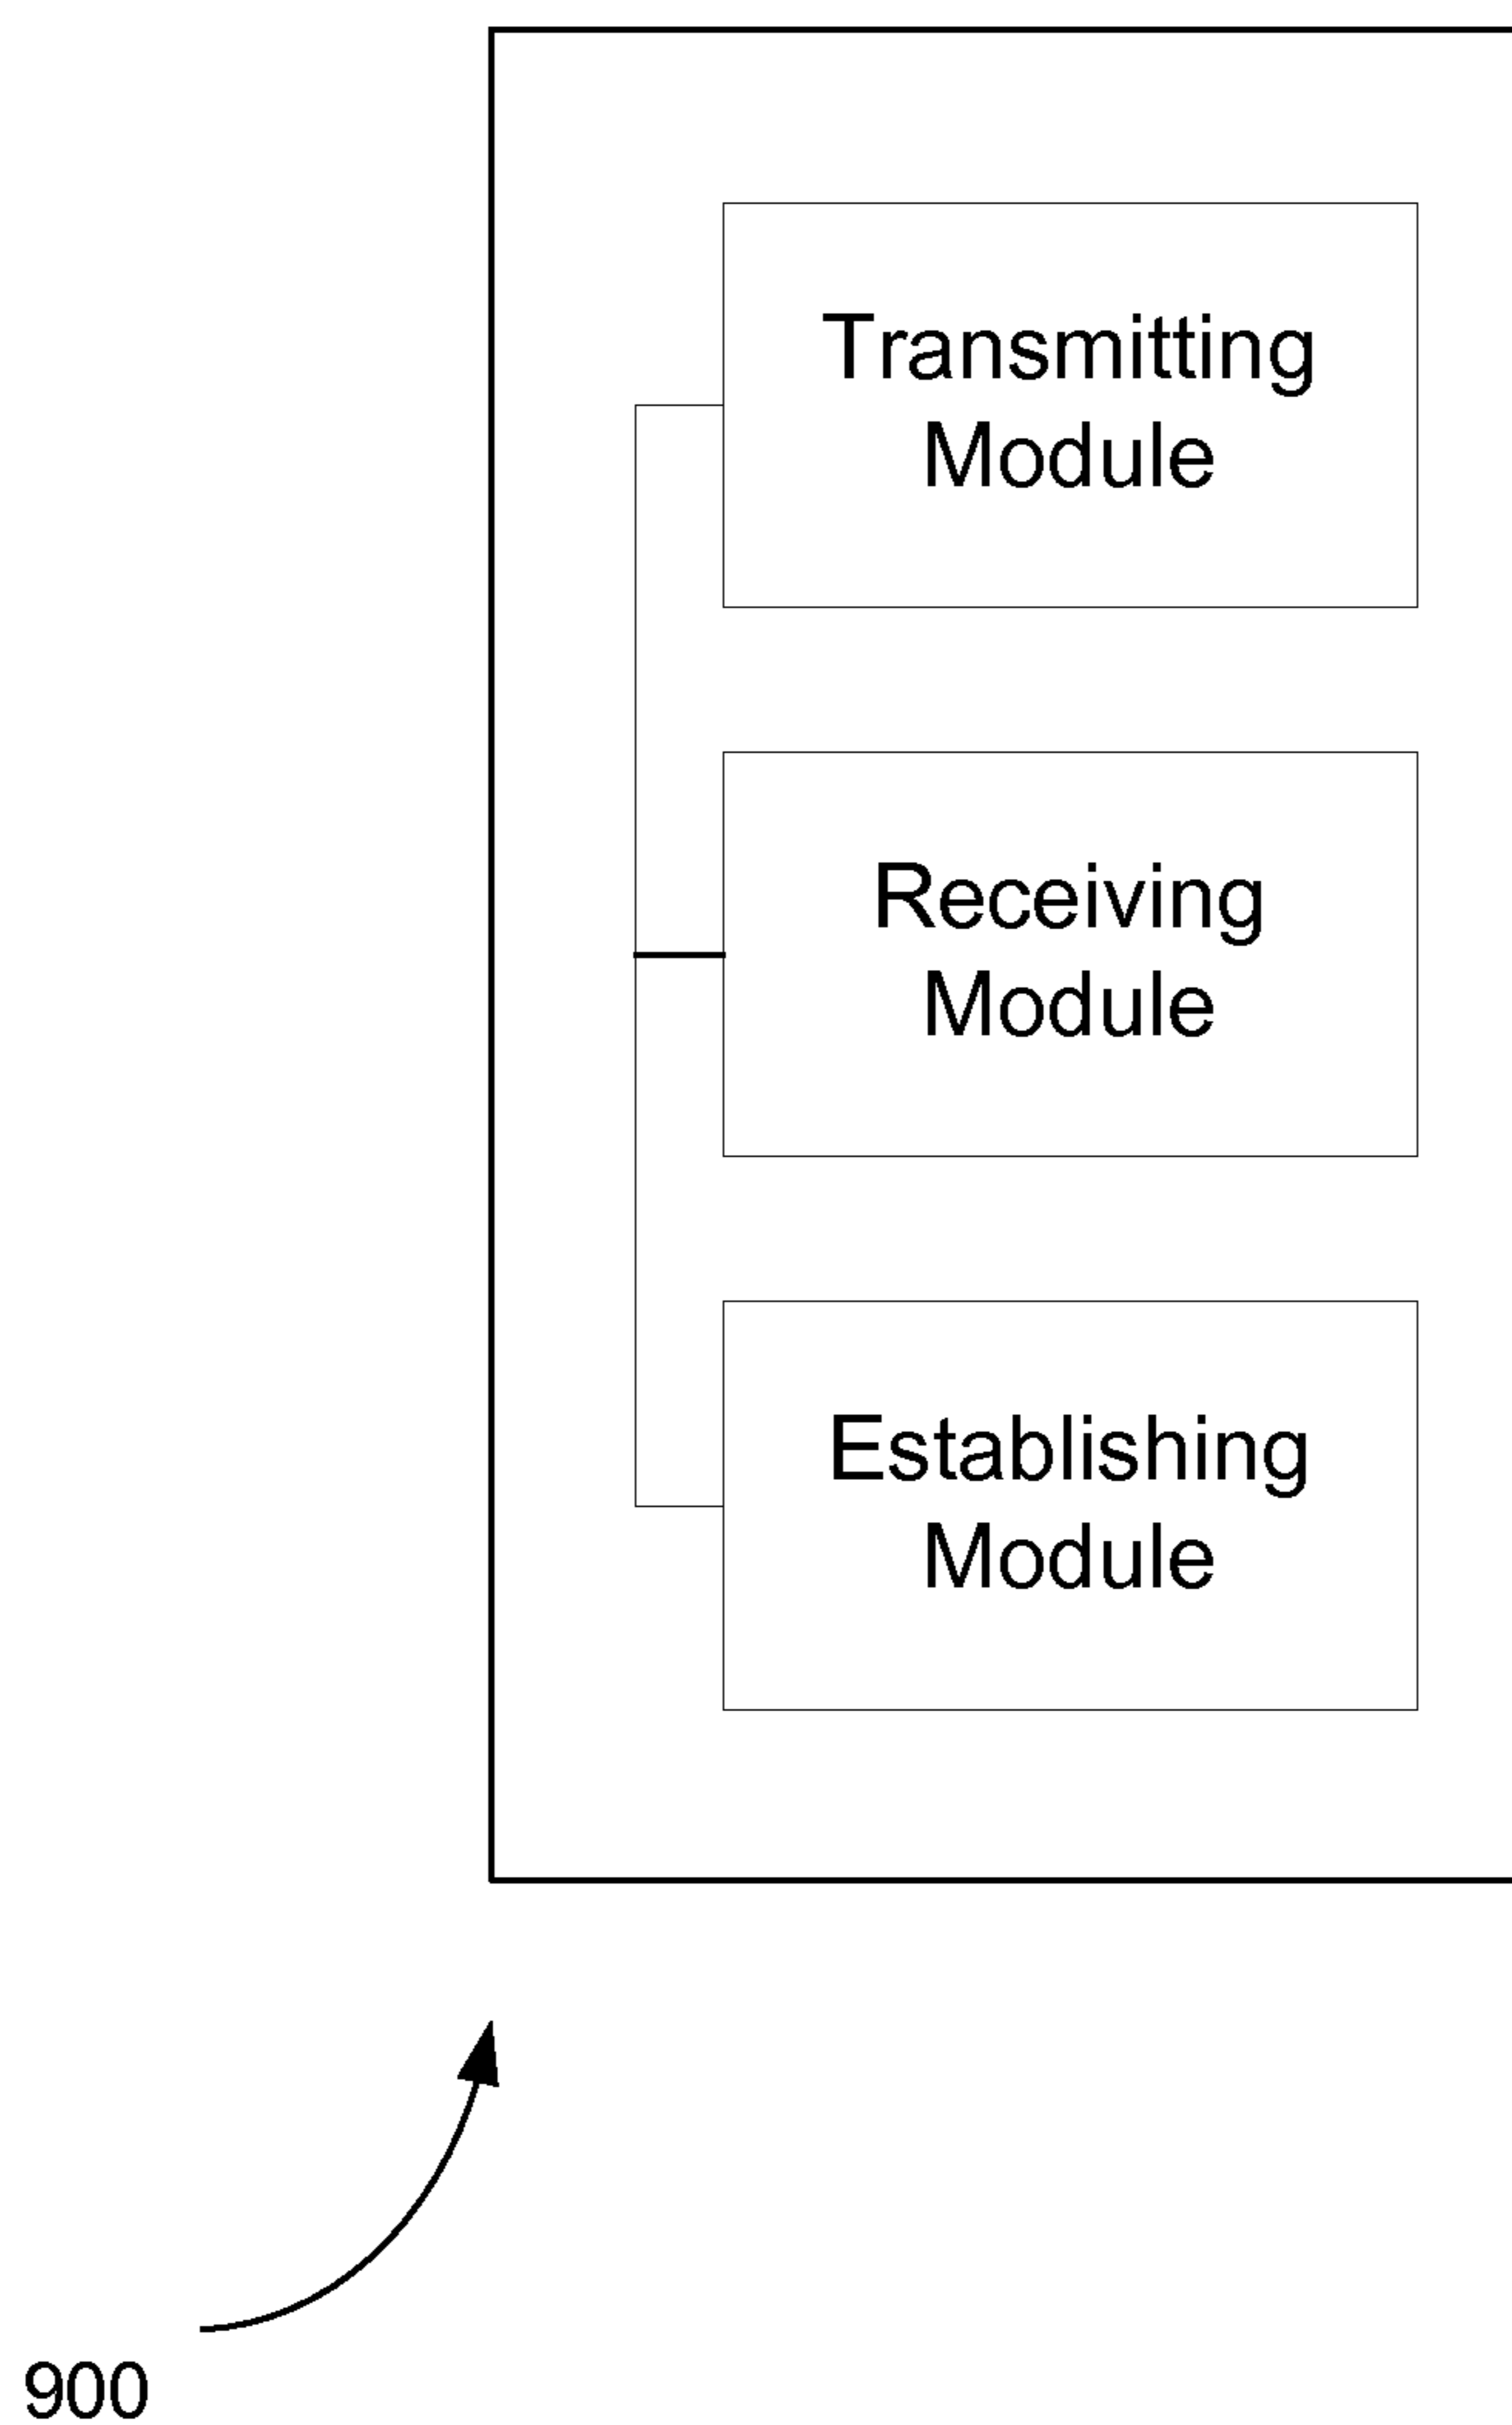 Transmitting
Module
Receiving
Module
Establishing
Module
900